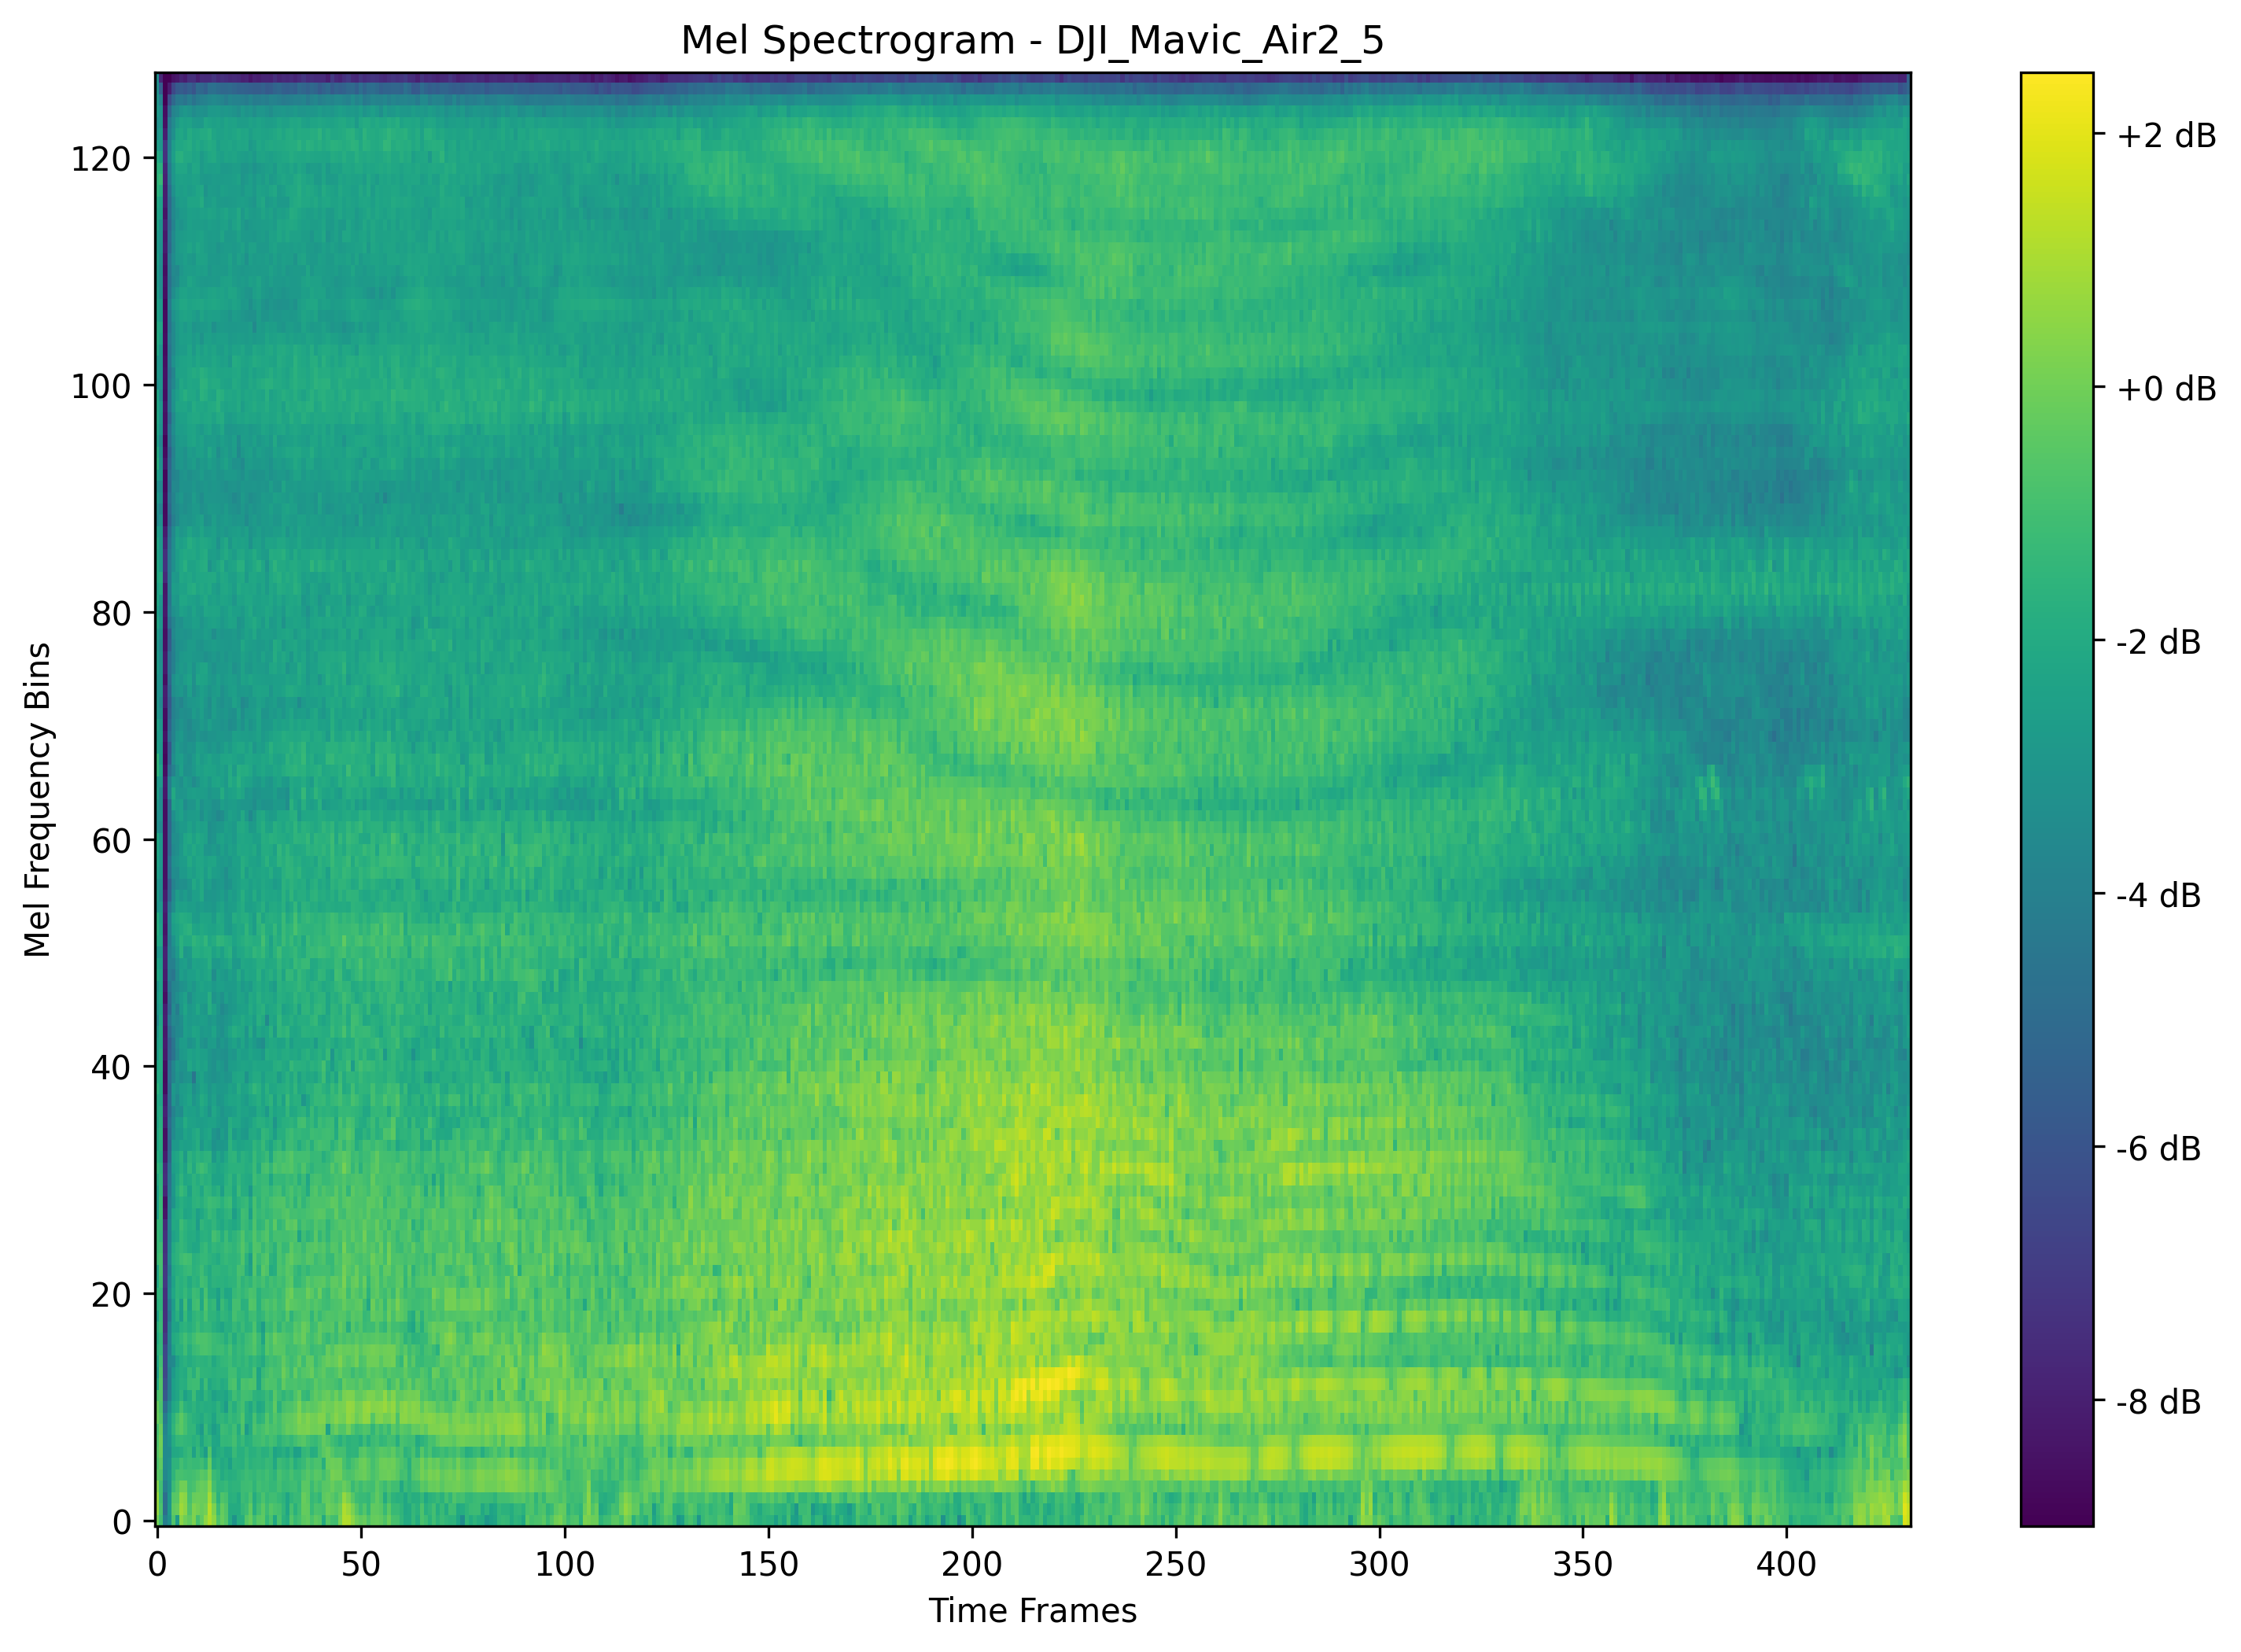 Mel Spectrogram - DJI_Mavic_Air2_5
Mel Frequency Bins
120
100
80
60
40
20
0
0 50 100 150 200 250 300 350 400
Time Frames
+2 dB
+0 dB
-2 dB
-4 dB
-6 dB
-8 dB